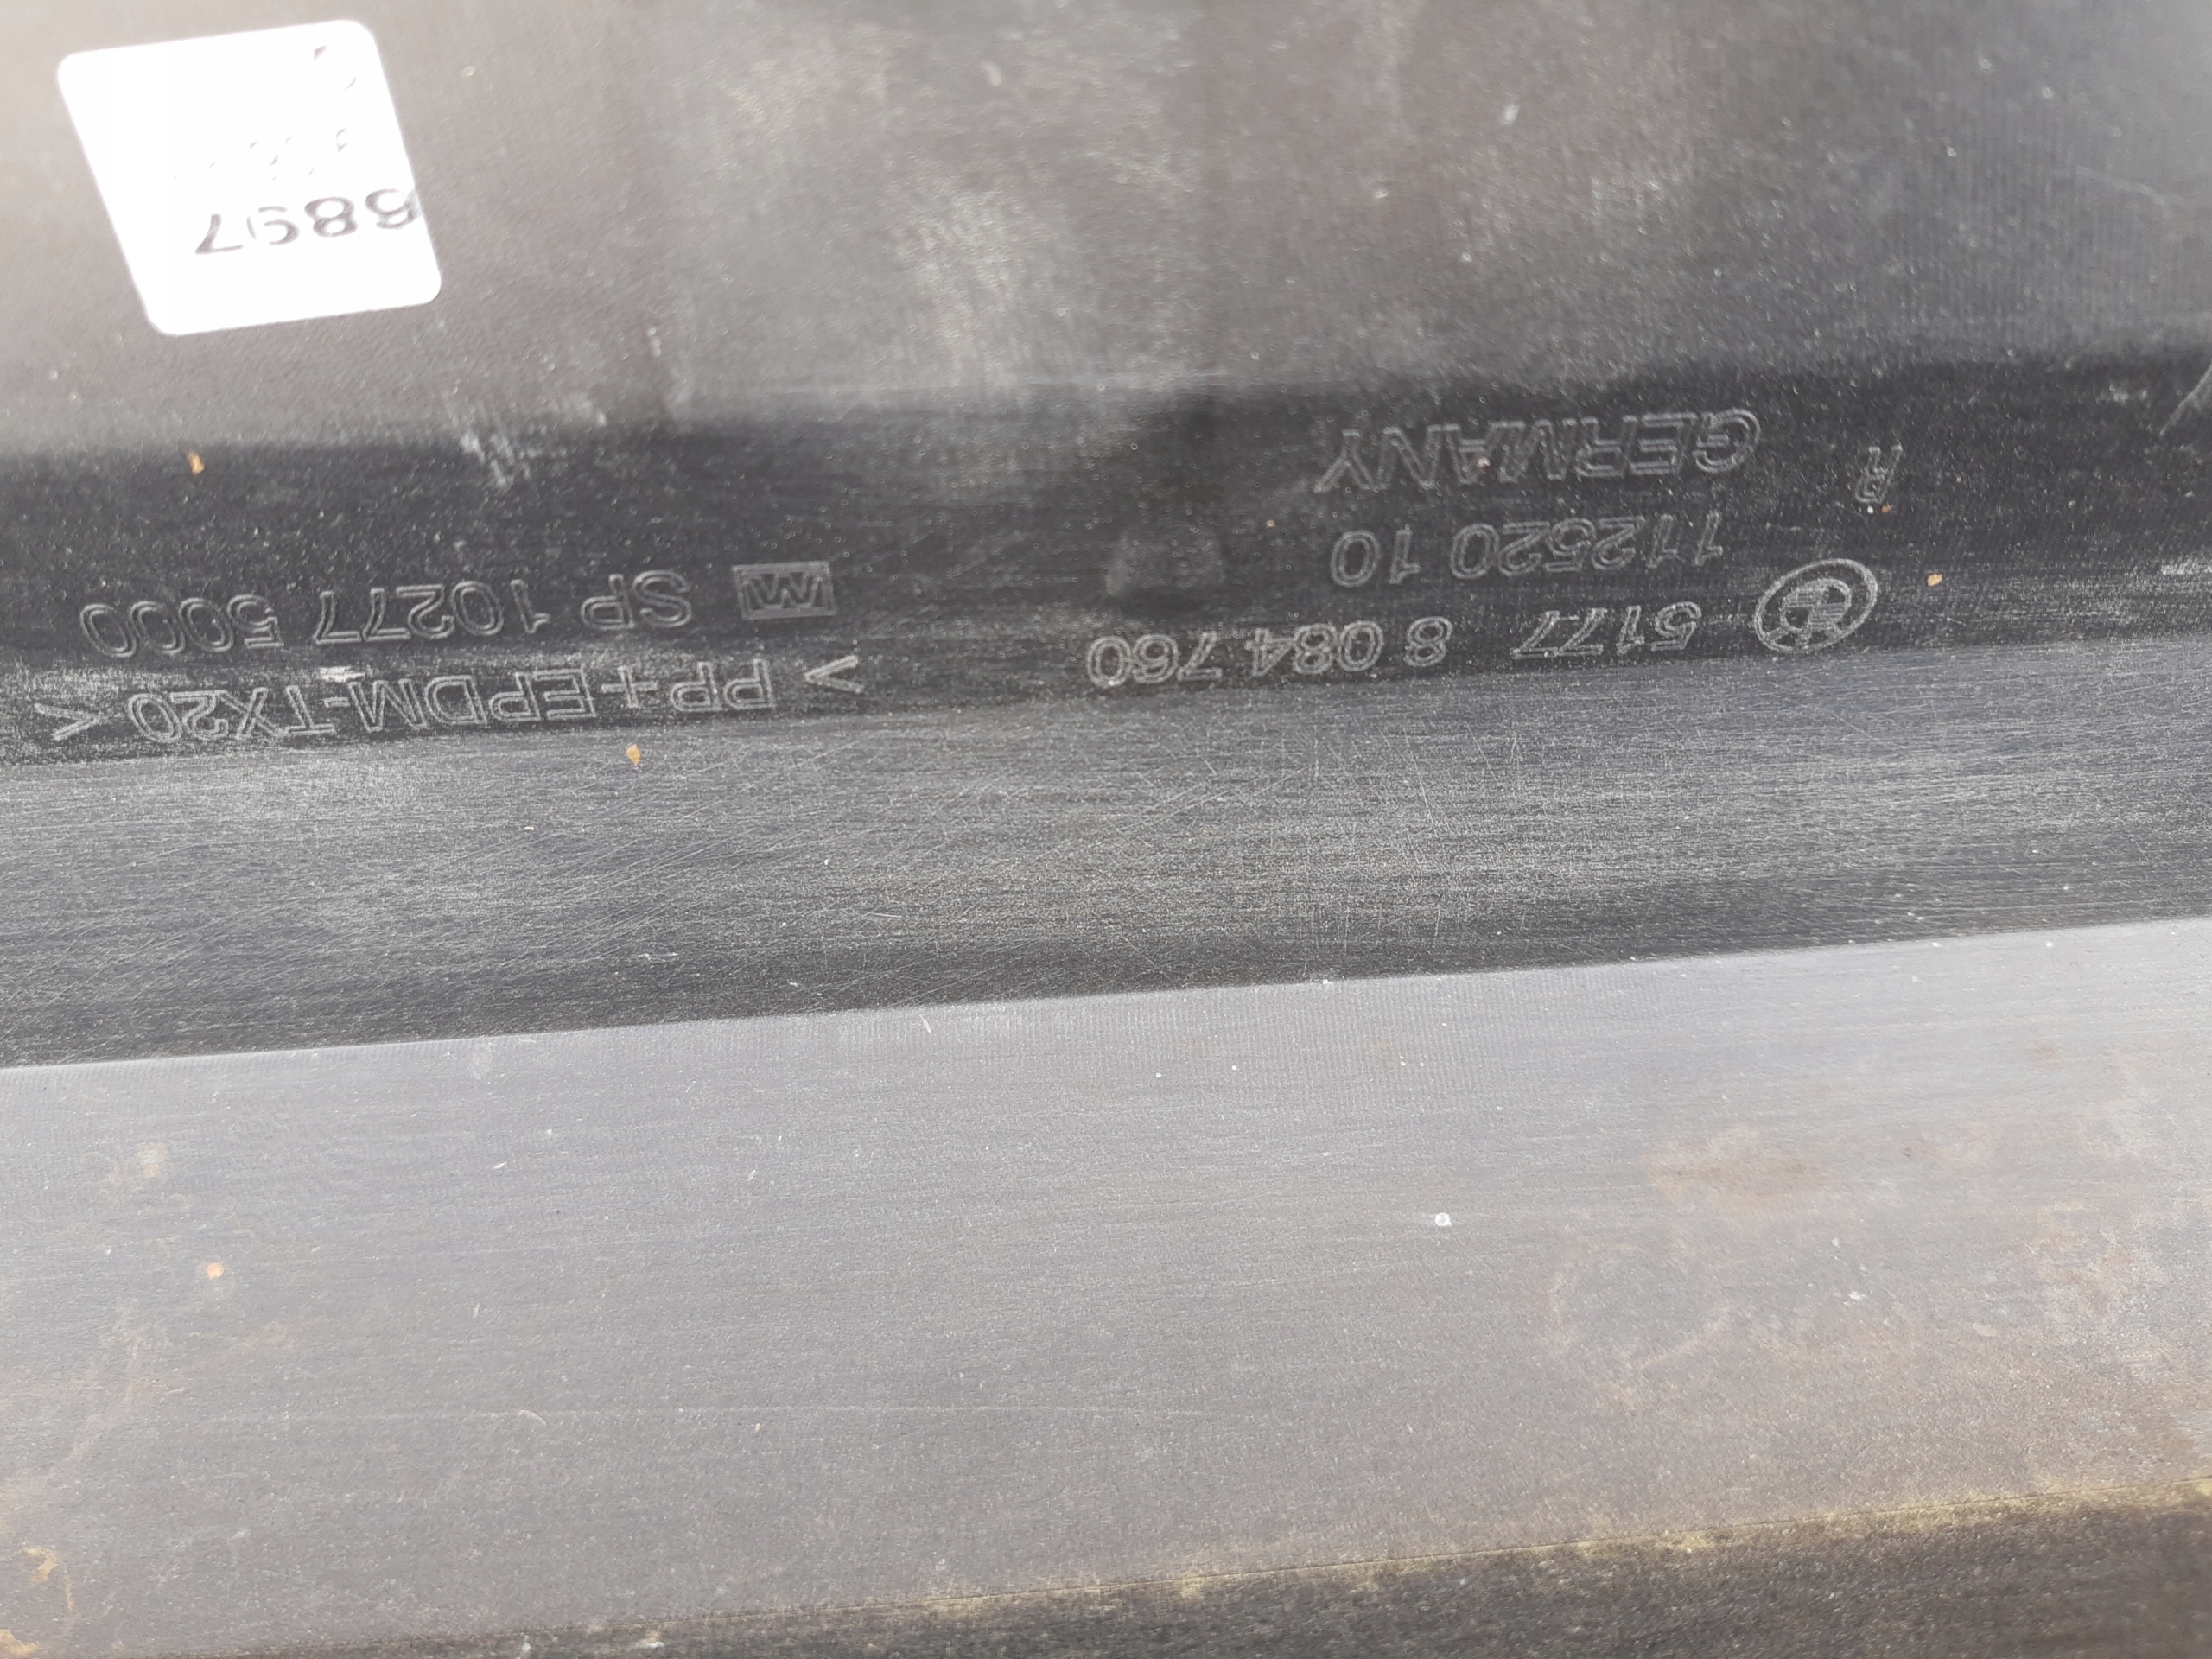 5177 8 084 760
112520 10
GERMANY
R
> PP+EPDM-TX20 <
SP 10277 5000
6897